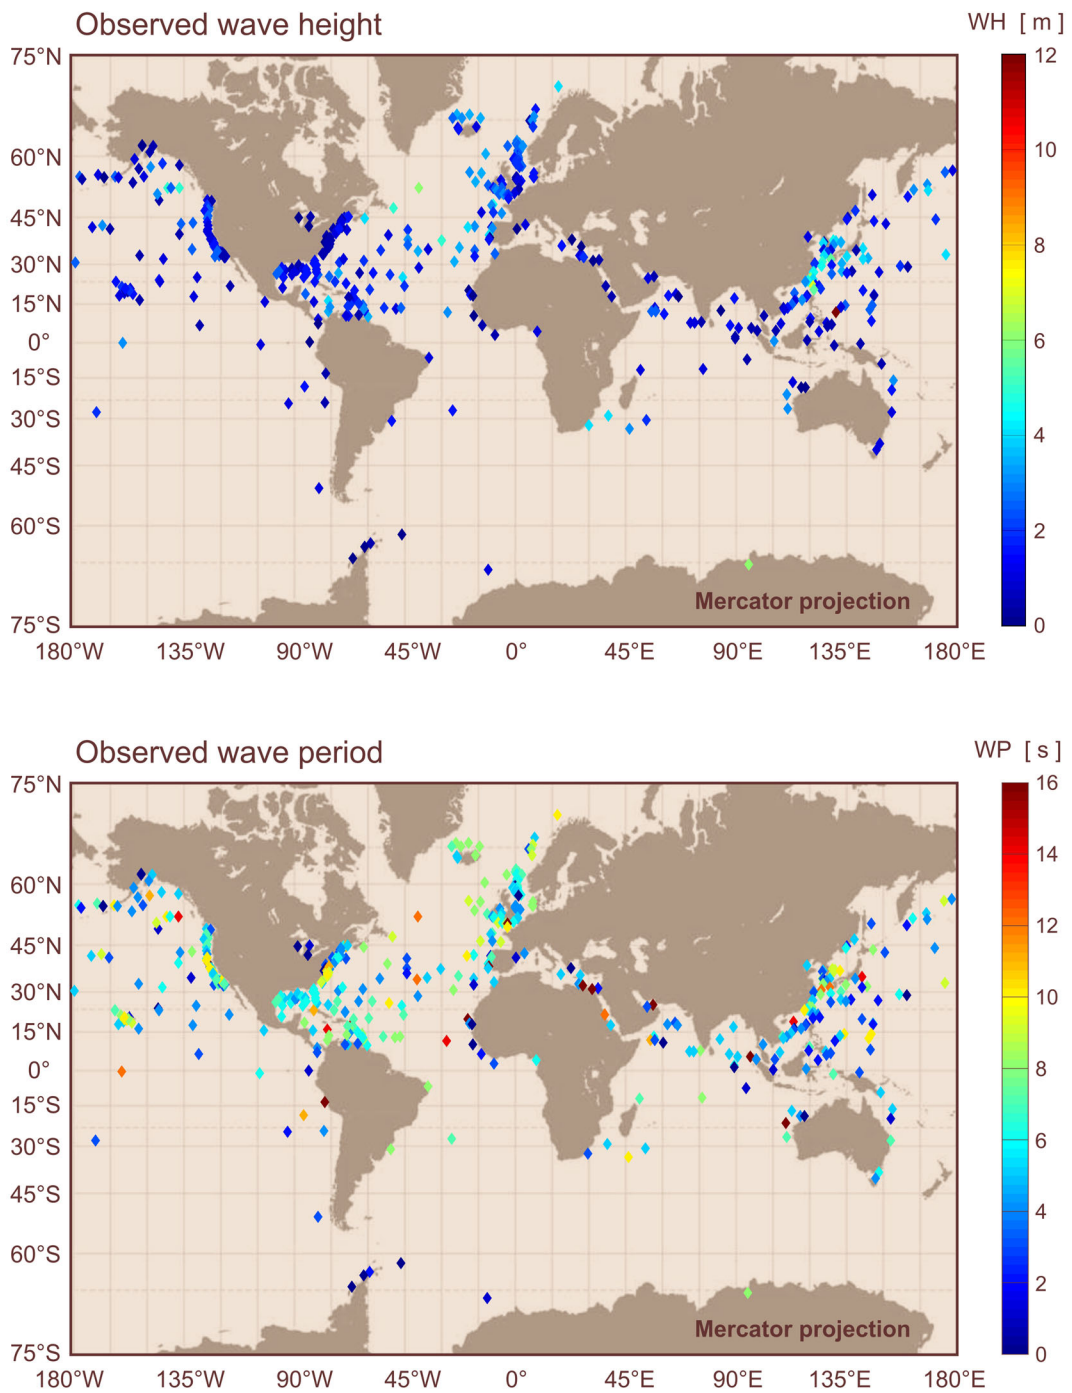 Observed wave height
WH [ m ]
75°N
60°N
45°N
30°N
15°N
0°
15°S
30°S
45°S
60°S
75°S
180°W 135°W 90°W 45°W 0° 45°E 90°E 135°E 180°E
Mercator projection
12
10
8
6
4
2
0
Observed wave period
WP [ s ]
75°N
60°N
45°N
30°N
15°N
0°
15°S
30°S
45°S
60°S
75°S
180°W 135°W 90°W 45°W 0° 45°E 90°E 135°E 180°E
Mercator projection
16
14
12
10
8
6
4
2
0